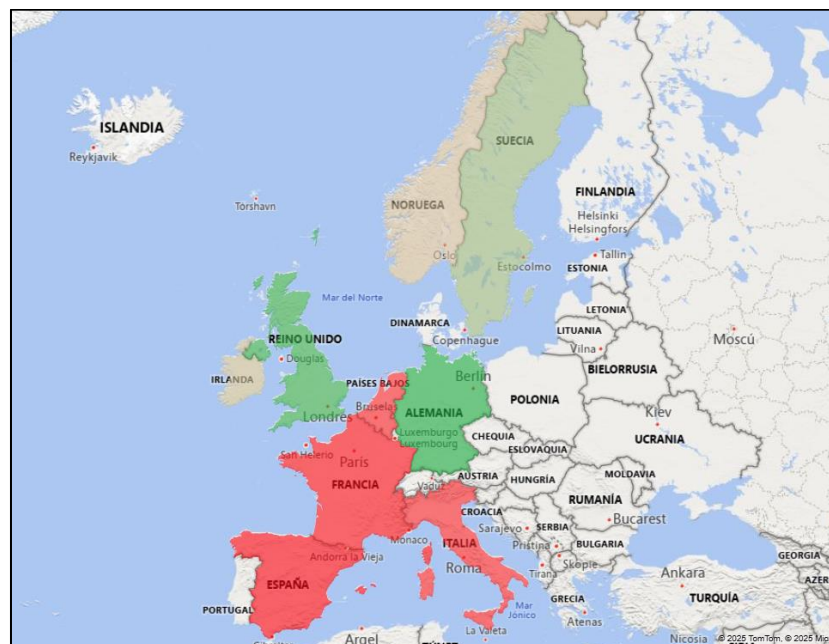 ISLANDIA
Reykjavik
SUECIA
NORUEGA
FINLANDIA
Torshavn
Helsinki
Helsingfors
Oslo
Estocolmo
Tallin
ESTONIA
Mar del Norte
LETONIA
DINAMARCA
LITUANIA
Copenhague
REINO UNIDO
Vilna
Moscú
Douglas
BIELORRUSIA
IRLANDA
PAÍSES BAJOS
Berlín
POLONIA
Londres
Bruselas
ALEMANIA
Kiev
Luxemburgo
Luxembourg
CHEQUIA
UCRANIA
San Helerio
ESLOVAQUIA
París
AUSTRIA
MOLDAVIA
FRANCIA
Vaduz
HUNGRÍA
RUMANÍA
CROACIA
Bucarest
SERBIA
Sarajevo
Monaco
ITALIA
Pristina
BULGARIA
Andorra la Vieja
Skopie
GEORGIA
Roma
Tirana
Ankara
AZER
ESPAÑA
GRECIA
TURQUÍA
PORTUGAL
Mar
Jónico
Atenas
La Valeta
Argel
Nicosia
© 2025 TomTom, © 2025 Mic